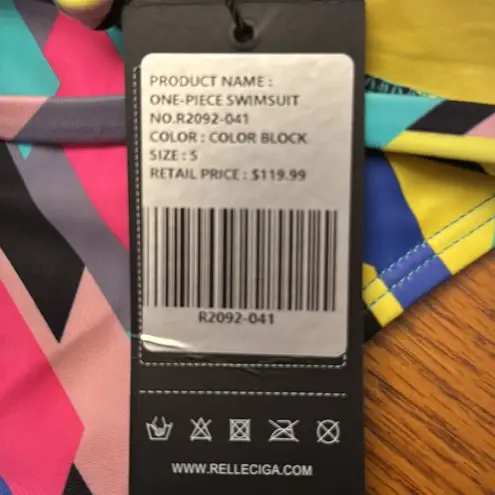 PRODUCT NAME :
ONE-PIECE SWIMSUIT
NO.R2092-041
COLOR : COLOR BLOCK
SIZE : S
RETAIL PRICE : $119.99
R2092-041
WWW.RELLECIGA.COM